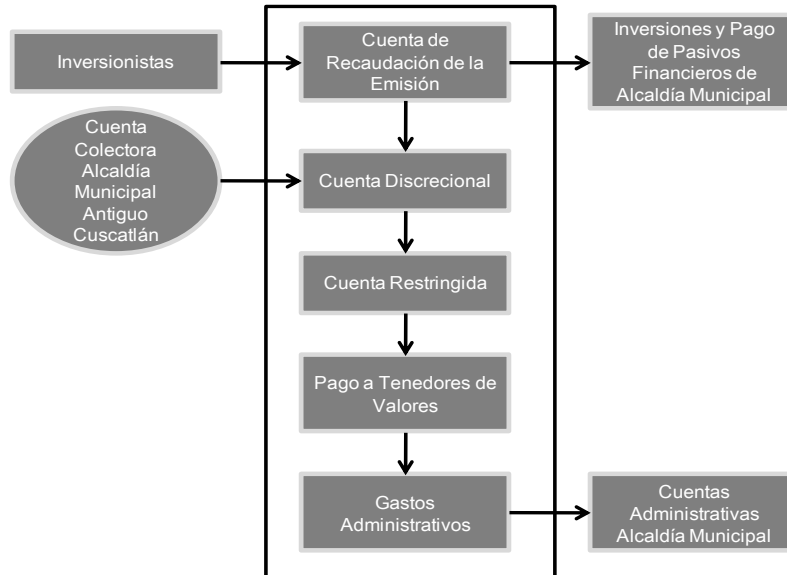 Inversionistas
Cuenta de
Recaudación de la
Emisión
Inversiones y Pago
de Pasivos
Financieros de
Alcaldía Municipal
Cuenta
Colectora
Alcaldía
Municipal
Antiguo
Cuscatlán
Cuenta Discrecional
Cuenta Restringida
Pago a Tenedores de
Valores
Gastos
Administrativos
Cuentas
Administrativas
Alcaldía Municipal